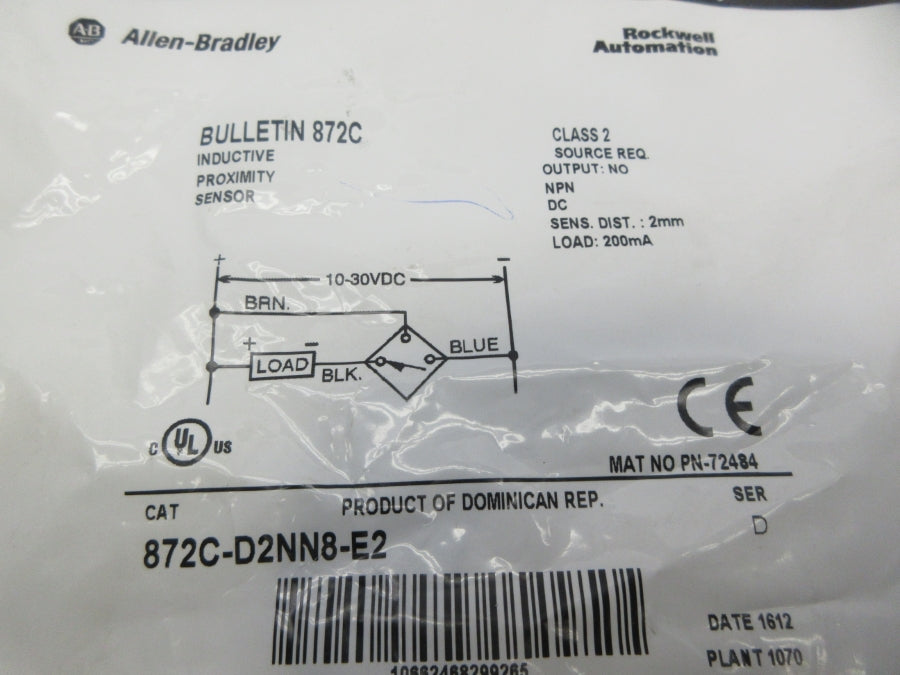 AB Allen-Bradley
Rockwell
Automation
BULLETIN 872C
INDUCTIVE
PROXIMITY
SENSOR
CLASS 2
SOURCE REQ.
OUTPUT: NO
NPN
DC
SENS. DIST. : 2mm
LOAD: 200mA
+ −
10-30VDC
BRN.
+ −
LOAD
BLK.
BLUE
C UL US
CE
MAT NO PN-72484
CAT
PRODUCT OF DOMINICAN REP.
SER
D
872C-D2NN8-E2
DATE 1612
PLANT 1070